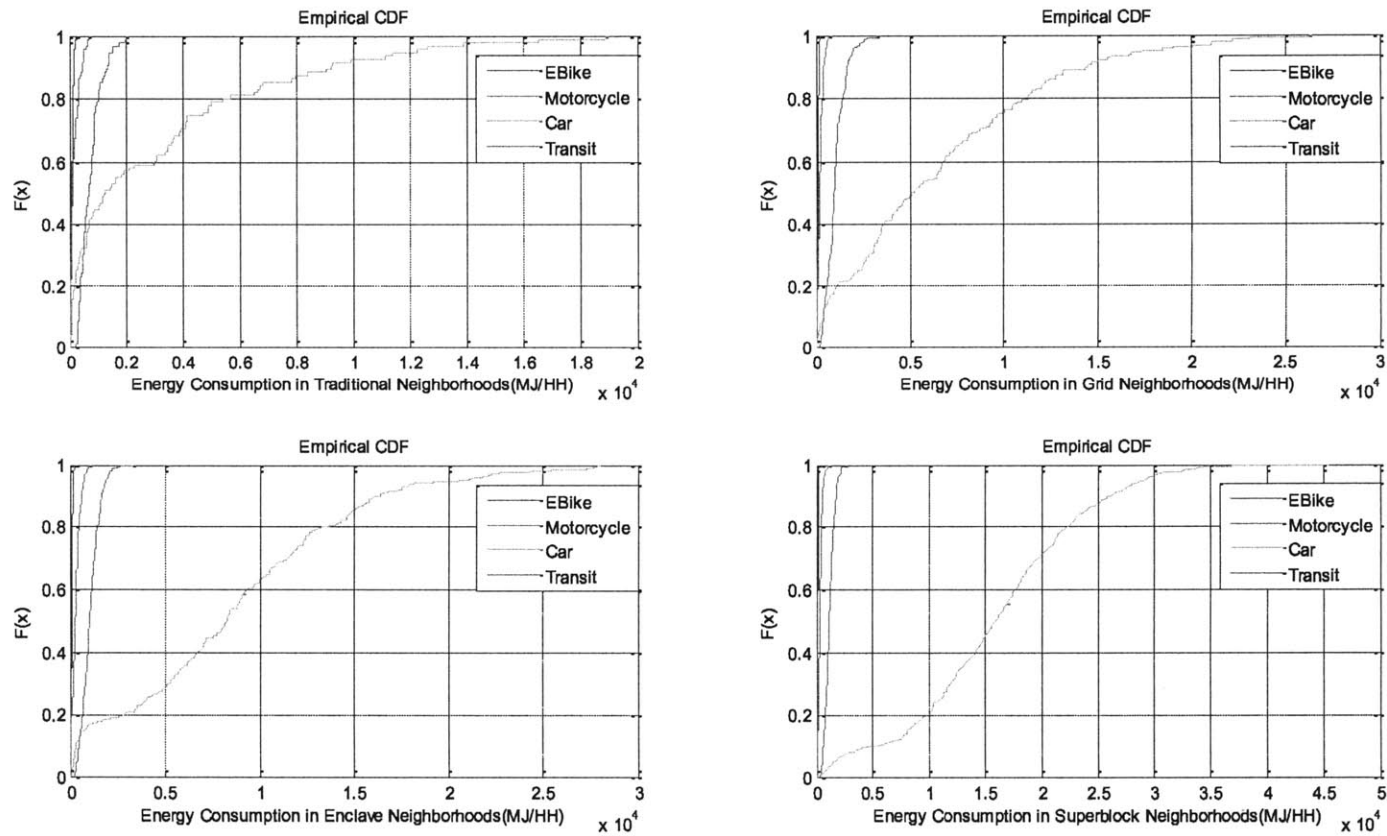 Empirical CDF
F(x)
1
0.8
0.6
0.4
0.2
0
EBike
Motorcycle
Car
Transit
0 0.2 0.4 0.6 0.8 1 1.2 1.4 1.6 1.8 2
Energy Consumption in Traditional Neighborhoods(MJ/HH)
x 10^4
Empirical CDF
F(x)
1
0.8
0.6
0.4
0.2
0
EBike
Motorcycle
Car
Transit
0 0.5 1 1.5 2 2.5 3
Energy Consumption in Grid Neighborhoods(MJ/HH)
x 10^4
Empirical CDF
F(x)
1
0.8
0.6
0.4
0.2
0
EBike
Motorcycle
Car
Transit
0 0.5 1 1.5 2 2.5 3
Energy Consumption in Enclave Neighborhoods(MJ/HH)
x 10^4
Empirical CDF
F(x)
1
0.8
0.6
0.4
0.2
0
EBike
Motorcycle
Car
Transit
0 0.5 1 1.5 2 2.5 3 3.5 4 4.5 5
Energy Consumption in Superblock Neighborhoods(MJ/HH)
x 10^4